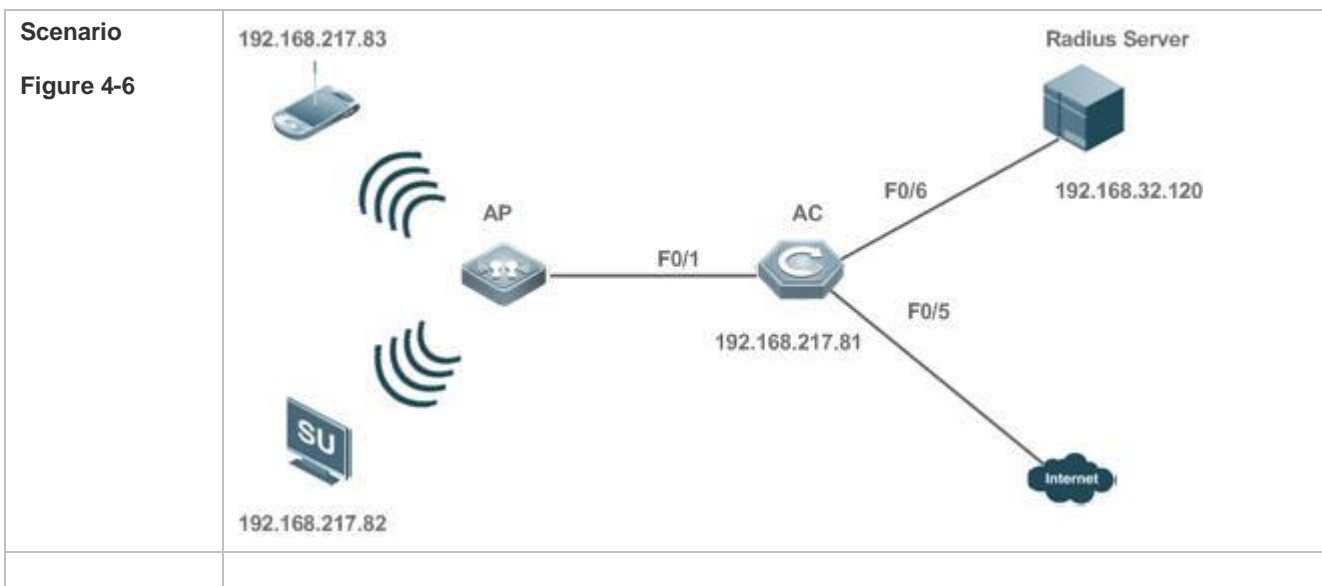 Scenario
Figure 4-6
192.168.217.83
Radius Server
F0/6
192.168.32.120
AP
AC
F0/1
F0/5
192.168.217.81
SU
Internet
192.168.217.82